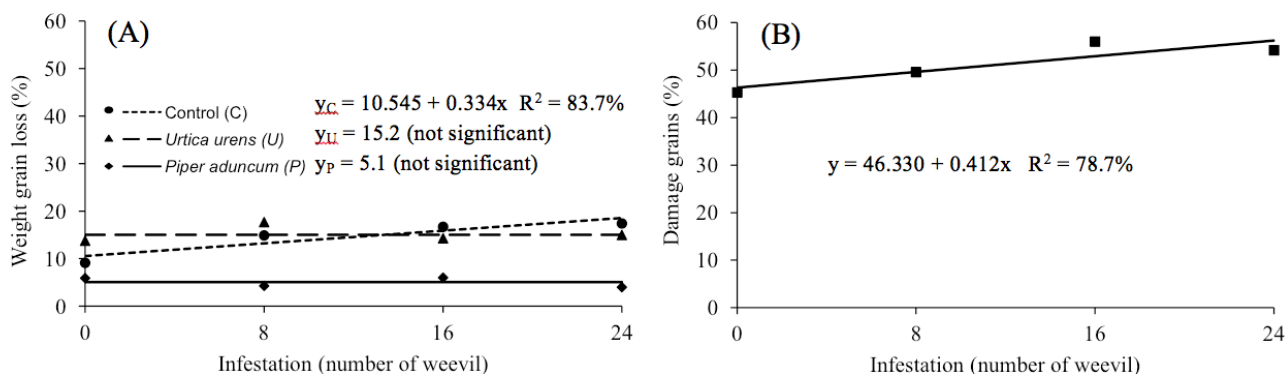 (A)
60
50
40
30
20
10
0
Weight grain loss (%)
Control (C)
Urtica urens (U)
Piper aduncum (P)
yC = 10.545 + 0.334x R² = 83.7%
yU = 15.2 (not significant)
yP = 5.1 (not significant)
0 8 16 24
Infestation (number of weevil)
(B)
60
50
40
30
20
10
0
Damage grains (%)
y = 46.330 + 0.412x R² = 78.7%
0 8 16 24
Infestation (number of weevil)